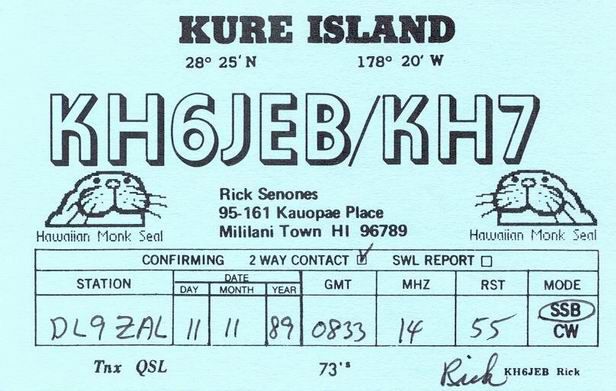 KURE ISLAND
28° 25' N 178° 20' W
KH6JEB/KH7
Rick Senones
95-161 Kauopae Place
Mililani Town HI 96789
Hawaiian Monk Seal Hawaiian Monk Seal
CONFIRMING 2 WAY CONTACT ☑ SWL REPORT ☐
STATION DATE GMT MHZ RST MODE
DAY MONTH YEAR
DL9ZAL 11 11 89 0833 14 55 SSB
CW
Tnx QSL 73's Rick KH6JEB Rick